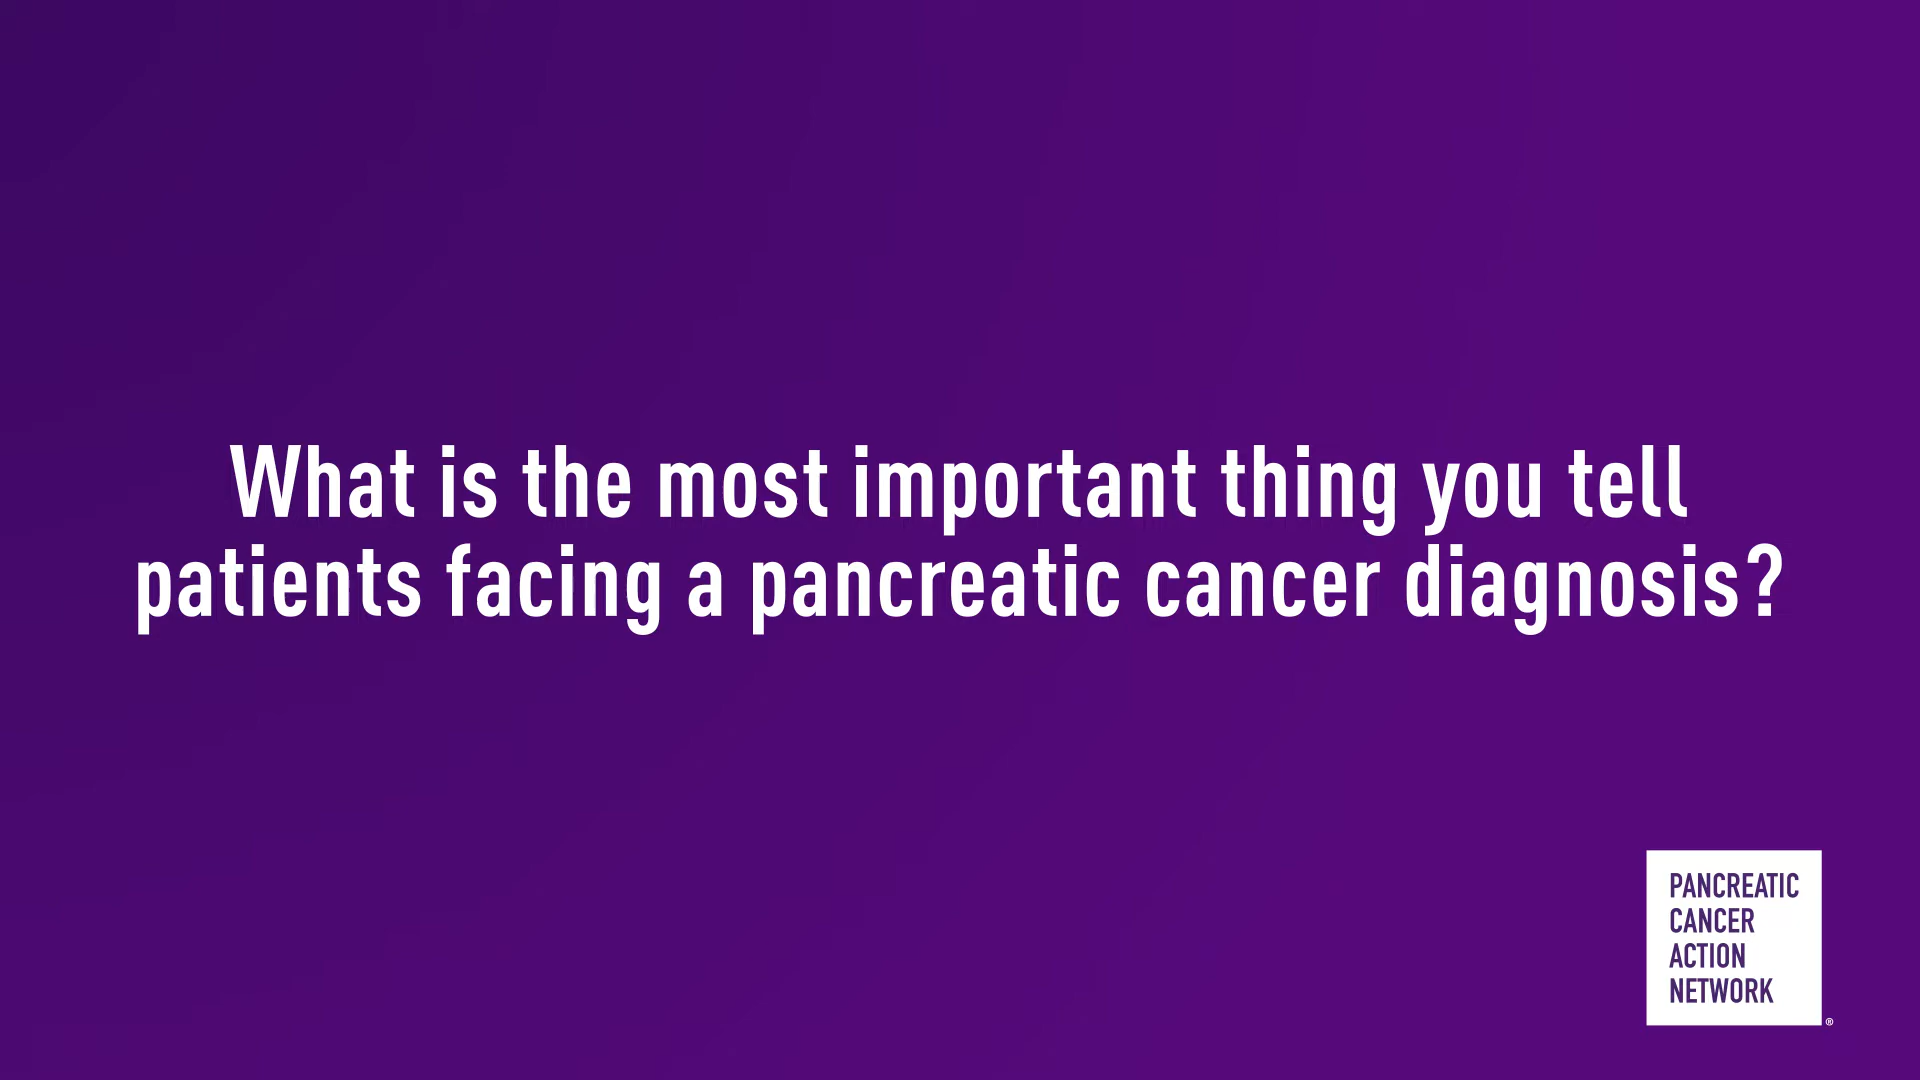 What is the most important thing you tell
patients facing a pancreatic cancer diagnosis?
PANCREATIC
CANCER
ACTION
NETWORK
®